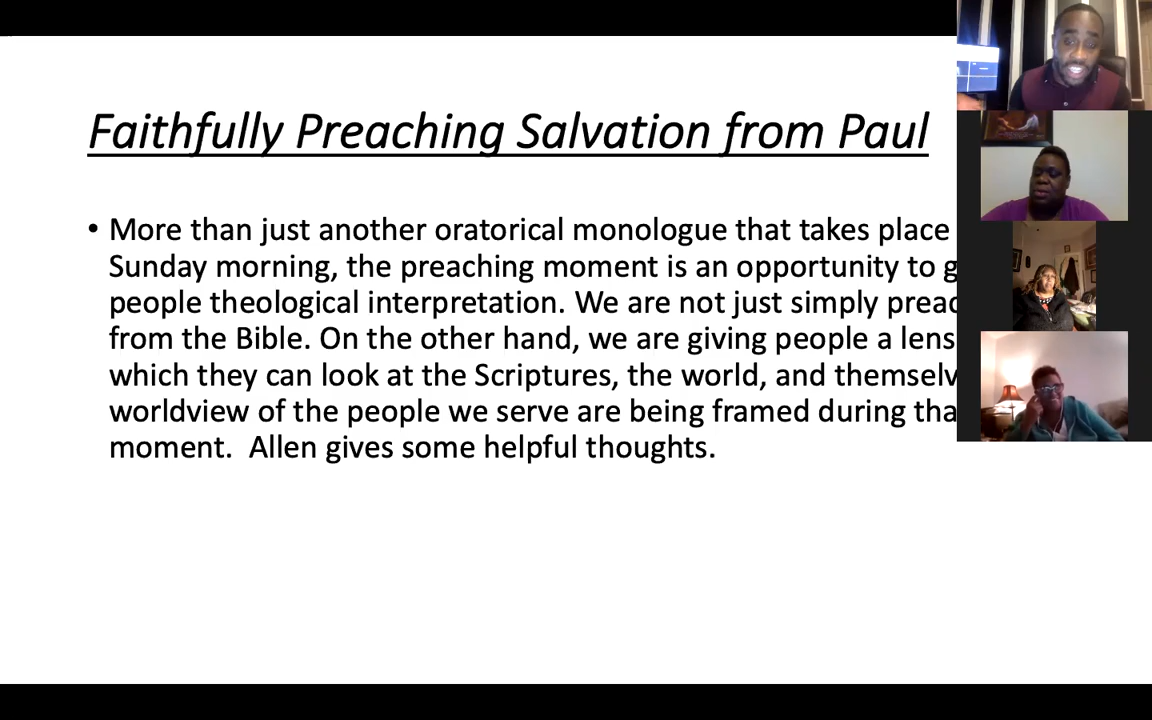 Faithfully Preaching Salvation from Paul
• More than just another oratorical monologue that takes place
Sunday morning, the preaching moment is an opportunity to
people theological interpretation. We are not just simply
from the Bible. On the other hand, we are giving people a lens
which they can look at the Scriptures, the world, and
worldview of the people we serve are being framed during
moment.  Allen gives some helpful thoughts.